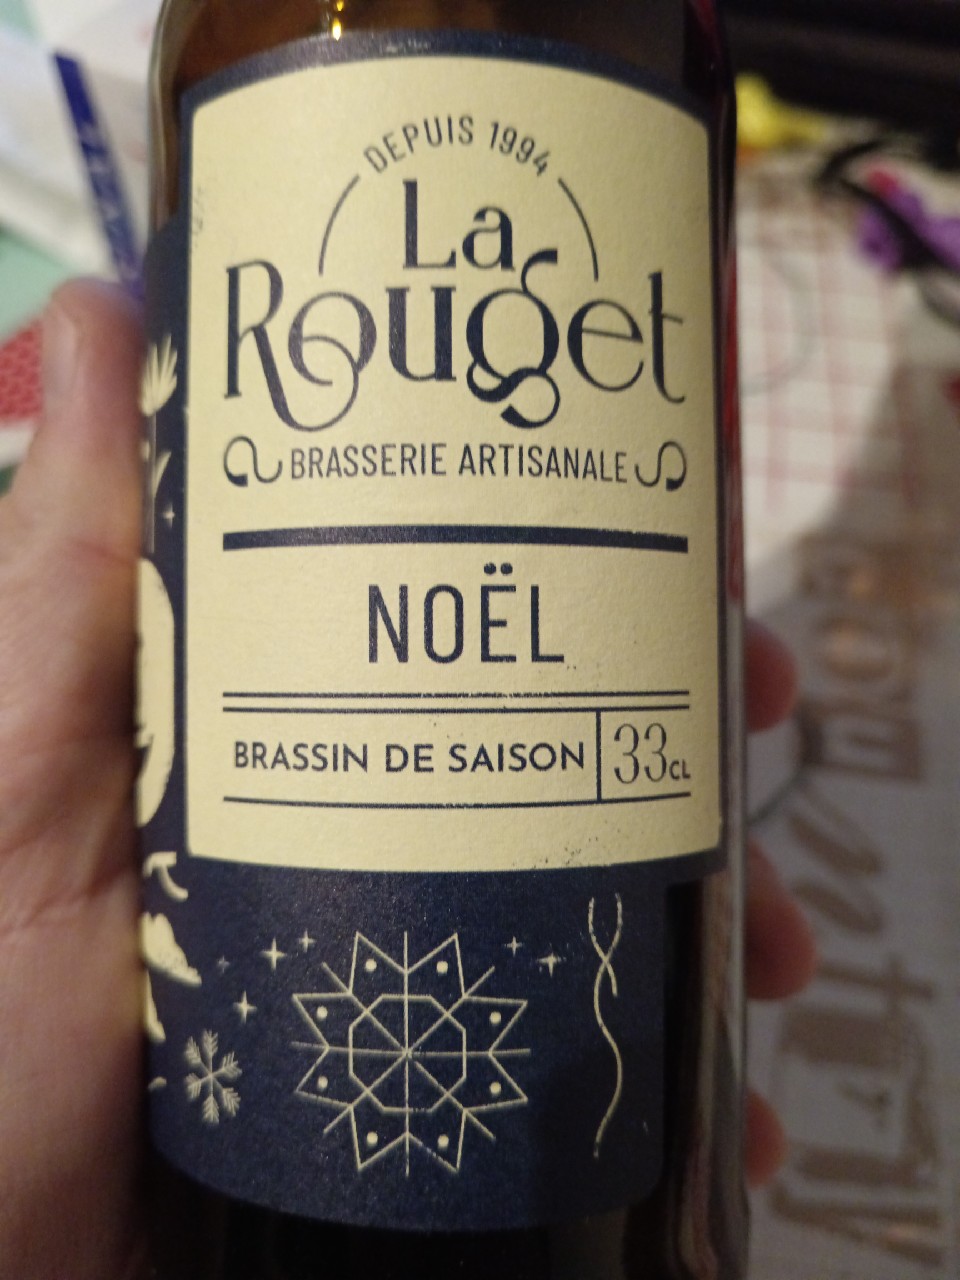 DEPUIS 1994
La
Rouget
BRASSERIE ARTISANALE
NOËL
BRASSIN DE SAISON
33CL